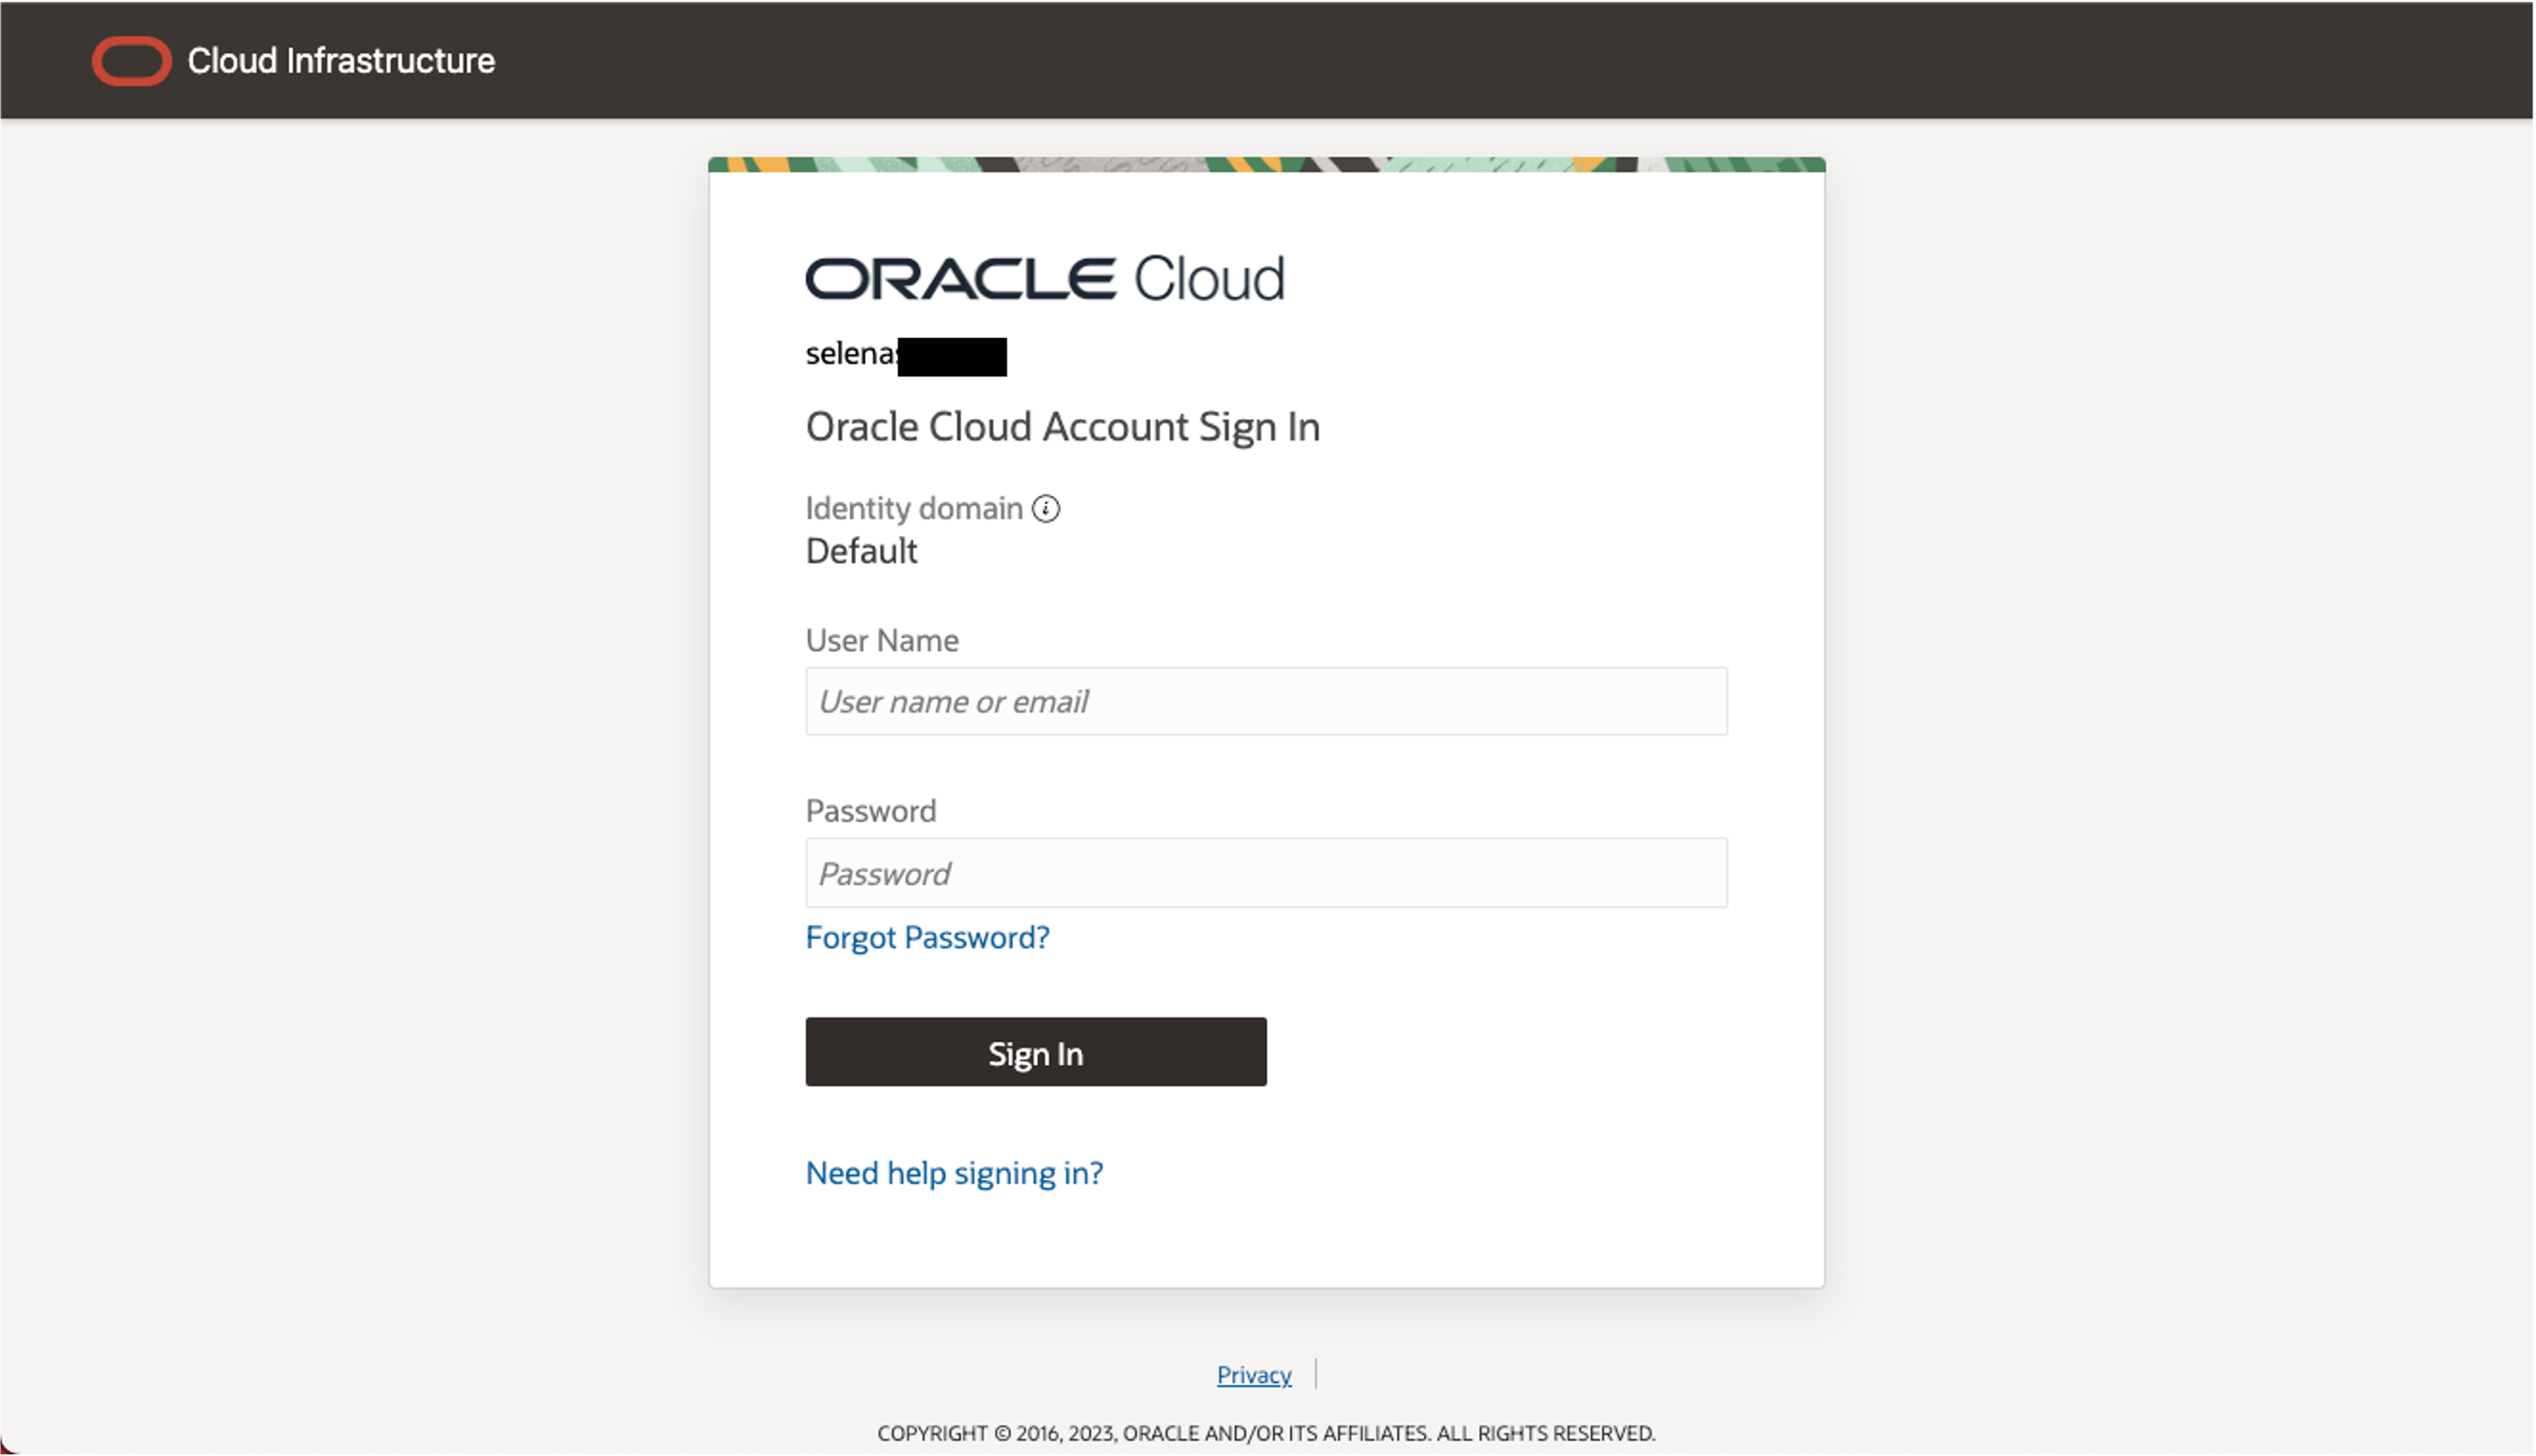 Cloud Infrastructure
ORACLE Cloud
selenas
Oracle Cloud Account Sign In
Identity domain
Default
User Name
User name or email
Password
Password
Forgot Password?
Sign In
Need help signing in?
Privacy
COPYRIGHT © 2016, 2023, ORACLE AND/OR ITS AFFILIATES. ALL RIGHTS RESERVED.